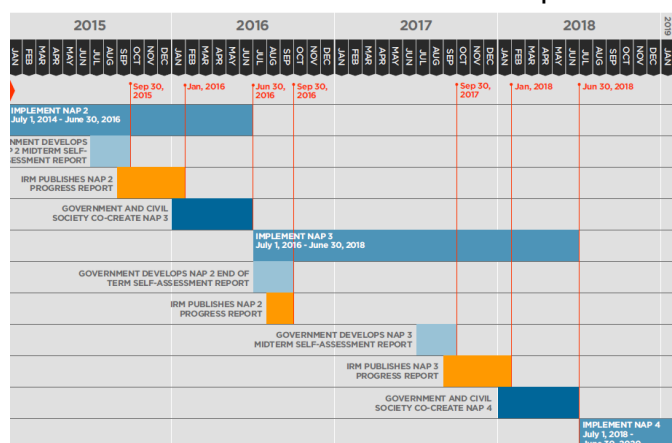 2015 2016 2017 2018 2019
JAN FEB MAR APR MAY JUN JUL AUG SEP OCT NOV DEC JAN FEB MAR APR MAY JUN JUL AUG SEP OCT NOV DEC JAN FEB MAR APR MAY JUN JUL AUG SEP OCT NOV DEC JAN FEB MAR APR MAY JUN JUL AUG SEP OCT NOV DEC JAN
Sep 30, Jan, 2016 Jun 30, Sep 30, Sep 30, Jan, 2018 Jun 30, 2018
2015 2016 2016 2017
IMPLEMENT NAP 2
July 1, 2014 - June 30, 2016
NMENT DEVELOPS
P 2 MIDTERM SELF-
ESSMENT REPORT
IRM PUBLISHES NAP 2
PROGRESS REPORT
GOVERNMENT AND CIVIL
SOCIETY CO-CREATE NAP 3
IMPLEMENT NAP 3
July 1, 2016 - June 30, 2018
GOVERNMENT DEVELOPS NAP 2 END OF
TERM SELF-ASSESSMENT REPORT
IRM PUBLISHES NAP 2
PROGRESS REPORT
GOVERNMENT DEVELOPS NAP 3
MIDTERM SELF-ASSESSMENT REPORT
IRM PUBLISHES NAP 3
PROGRESS REPORT
GOVERNMENT AND CIVIL
SOCIETY CO-CREATE NAP 4
IMPLEMENT NAP 4
July 1, 2018 -
June 30, 2020